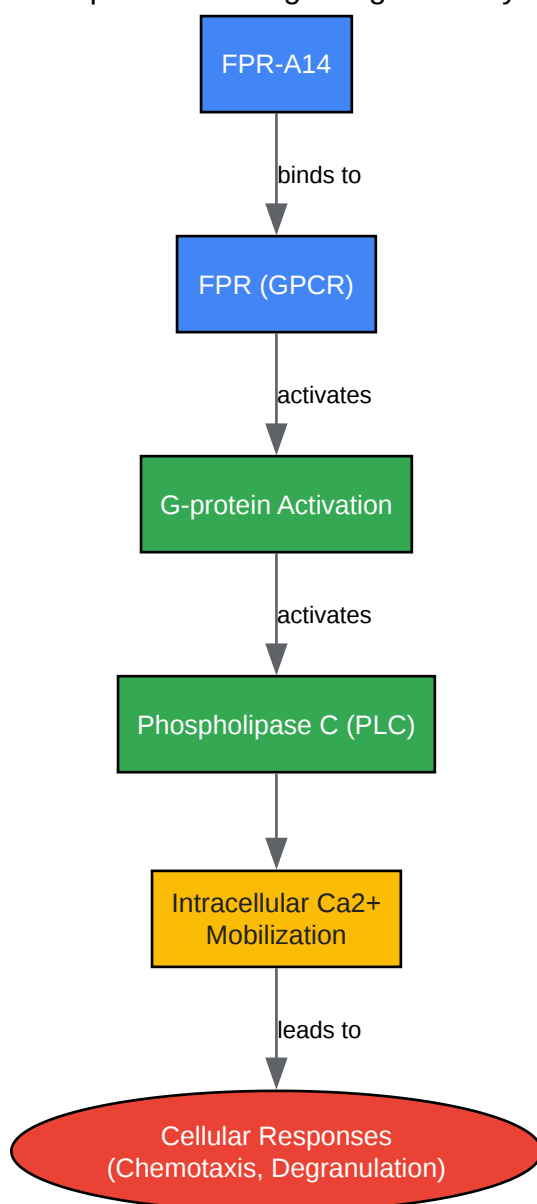 FPR-A14
binds to
FPR (GPCR)
activates
G-protein Activation
activates
Phospholipase C (PLC)
Intracellular Ca2+
Mobilization
leads to
Cellular Responses
(Chemotaxis, Degranulation)